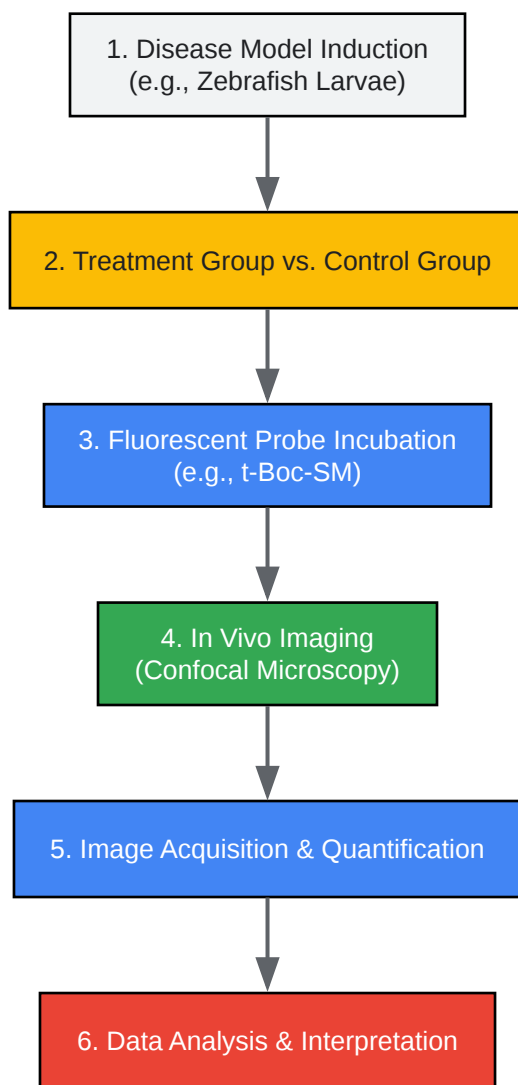 1. Disease Model Induction
(e.g., Zebrafish Larvae)
2. Treatment Group vs. Control Group
3. Fluorescent Probe Incubation
(e.g., t-Boc-SM)
4. In Vivo Imaging
(Confocal Microscopy)
5. Image Acquisition & Quantification
6. Data Analysis & Interpretation